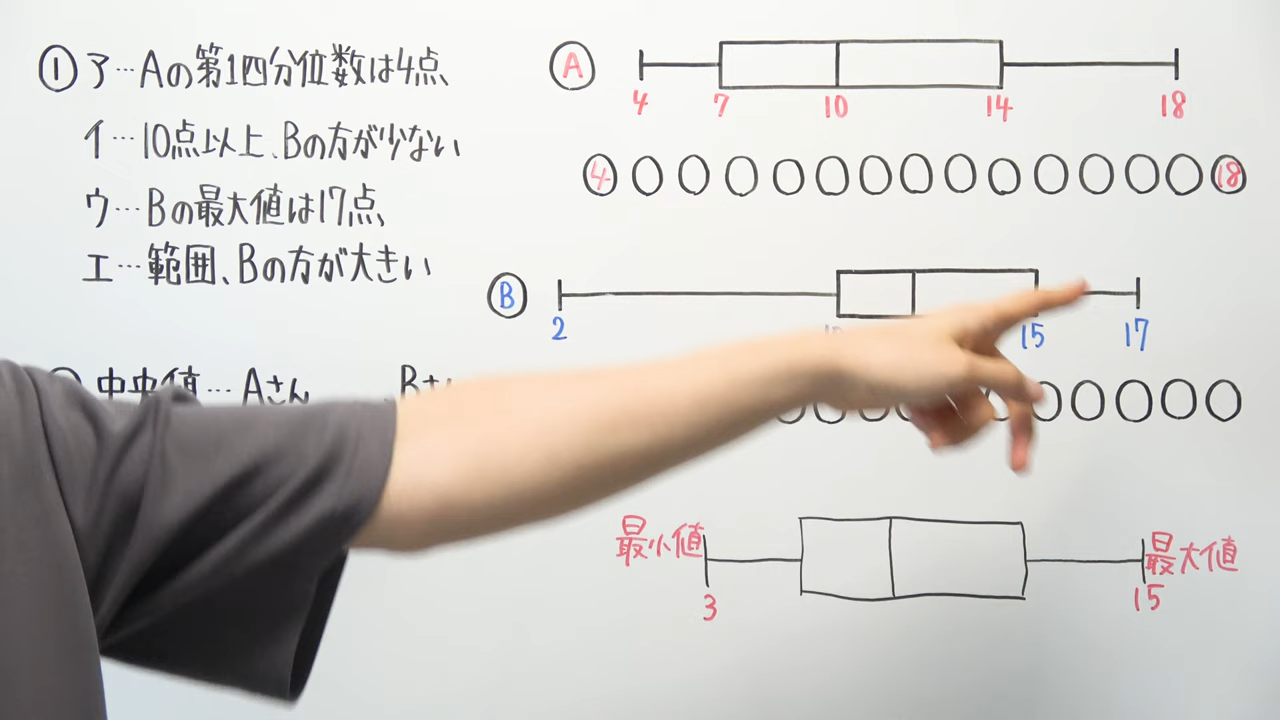 ① ア…Aの第1四分位数は4点
イ…10点以上、Bの方が少ない
ウ…Bの最大値は17点
エ…範囲、Bの方が大きい
中央値…Aさん
A
4 7 10 14 18
4 18
B
2 15 17
最小値 最大値
3 15